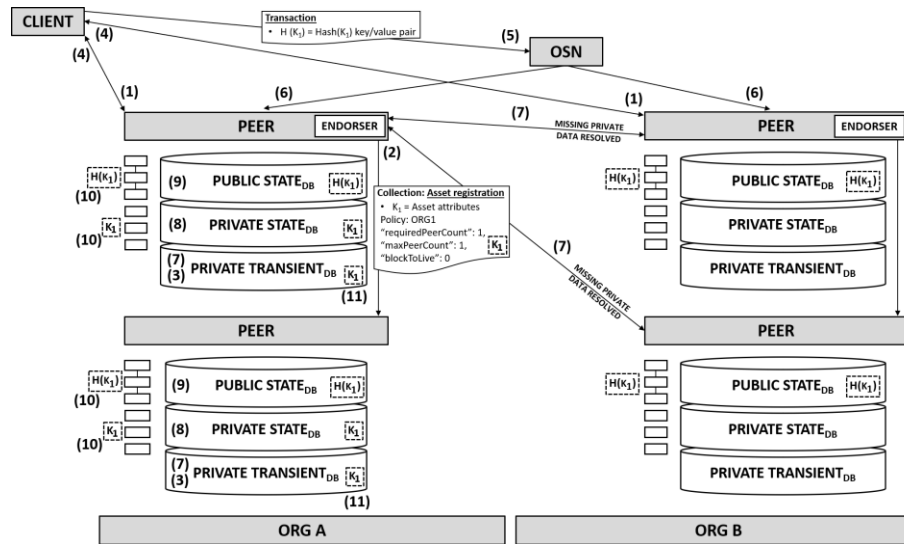 CLIENT
(4)
(4)
Transaction
• H (K1) = Hash(K1) key/value pair
(5)
OSN
(1)
(6)
(6)
(1)
PEER
ENDORSER
(7)
MISSING PRIVATE
DATA RESOLVED
PEER
ENDORSER
(2)
H(K1)
(10)
(9)
PUBLIC STATEDB
H(K1)
K1
(10)
(8)
PRIVATE STATEDB
K1
(7)
(3)
PRIVATE TRANSIENTDB
K1
(11)
Collection: Asset registration
• K1 = Asset attributes
Policy: ORG1
“requiredPeerCount”: 1,
“maxPeerCount”: 1,
“blockToLive”: 0
K1
(7)
MISSING PRIVATE
DATA RESOLVED
H(K1)
PUBLIC STATEDB
H(K1)
PRIVATE STATEDB
PRIVATE TRANSIENTDB
PEER
PEER
H(K1)
(10)
(9)
PUBLIC STATEDB
H(K1)
K1
(10)
(8)
PRIVATE STATEDB
K1
(7)
(3)
PRIVATE TRANSIENTDB
K1
(11)
H(K1)
PUBLIC STATEDB
H(K1)
PRIVATE STATEDB
PRIVATE TRANSIENTDB
ORG A
ORG B